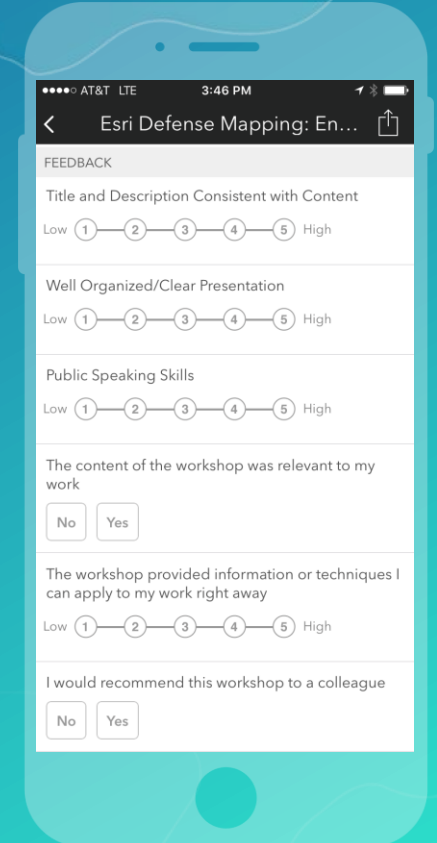 AT&T LTE 3:46 PM
Esri Defense Mapping: En...
FEEDBACK
Title and Description Consistent with Content
Low 1 2 3 4 5 High
Well Organized/Clear Presentation
Low 1 2 3 4 5 High
Public Speaking Skills
Low 1 2 3 4 5 High
The content of the workshop was relevant to my
work
No Yes
The workshop provided information or techniques I
can apply to my work right away
Low 1 2 3 4 5 High
I would recommend this workshop to a colleague
No Yes